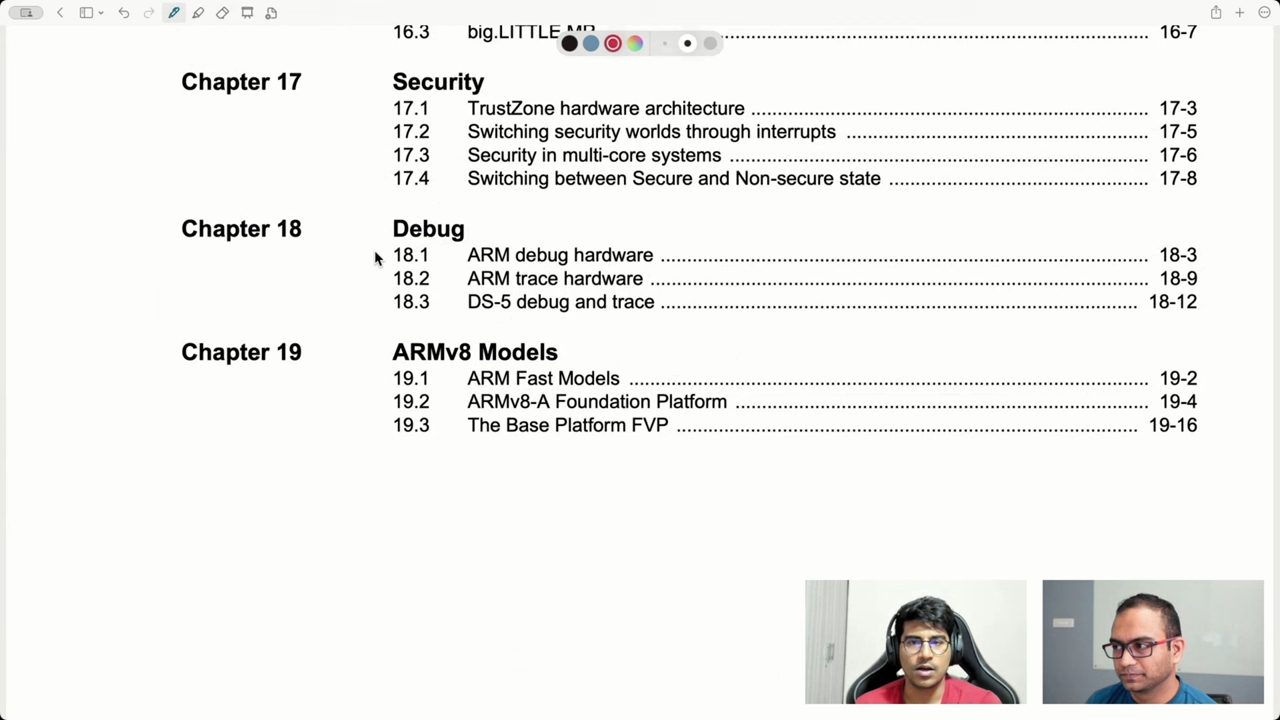 16.3 big.LITTLE MP ........ 16-7
Chapter 17 Security
17.1 TrustZone hardware architecture ........ 17-3
17.2 Switching security worlds through interrupts ........ 17-5
17.3 Security in multi-core systems ........ 17-6
17.4 Switching between Secure and Non-secure state ........ 17-8
Chapter 18 Debug
18.1 ARM debug hardware ........ 18-3
18.2 ARM trace hardware ........ 18-9
18.3 DS-5 debug and trace ........ 18-12
Chapter 19 ARMv8 Models
19.1 ARM Fast Models ........ 19-2
19.2 ARMv8-A Foundation Platform ........ 19-4
19.3 The Base Platform FVP ........ 19-16